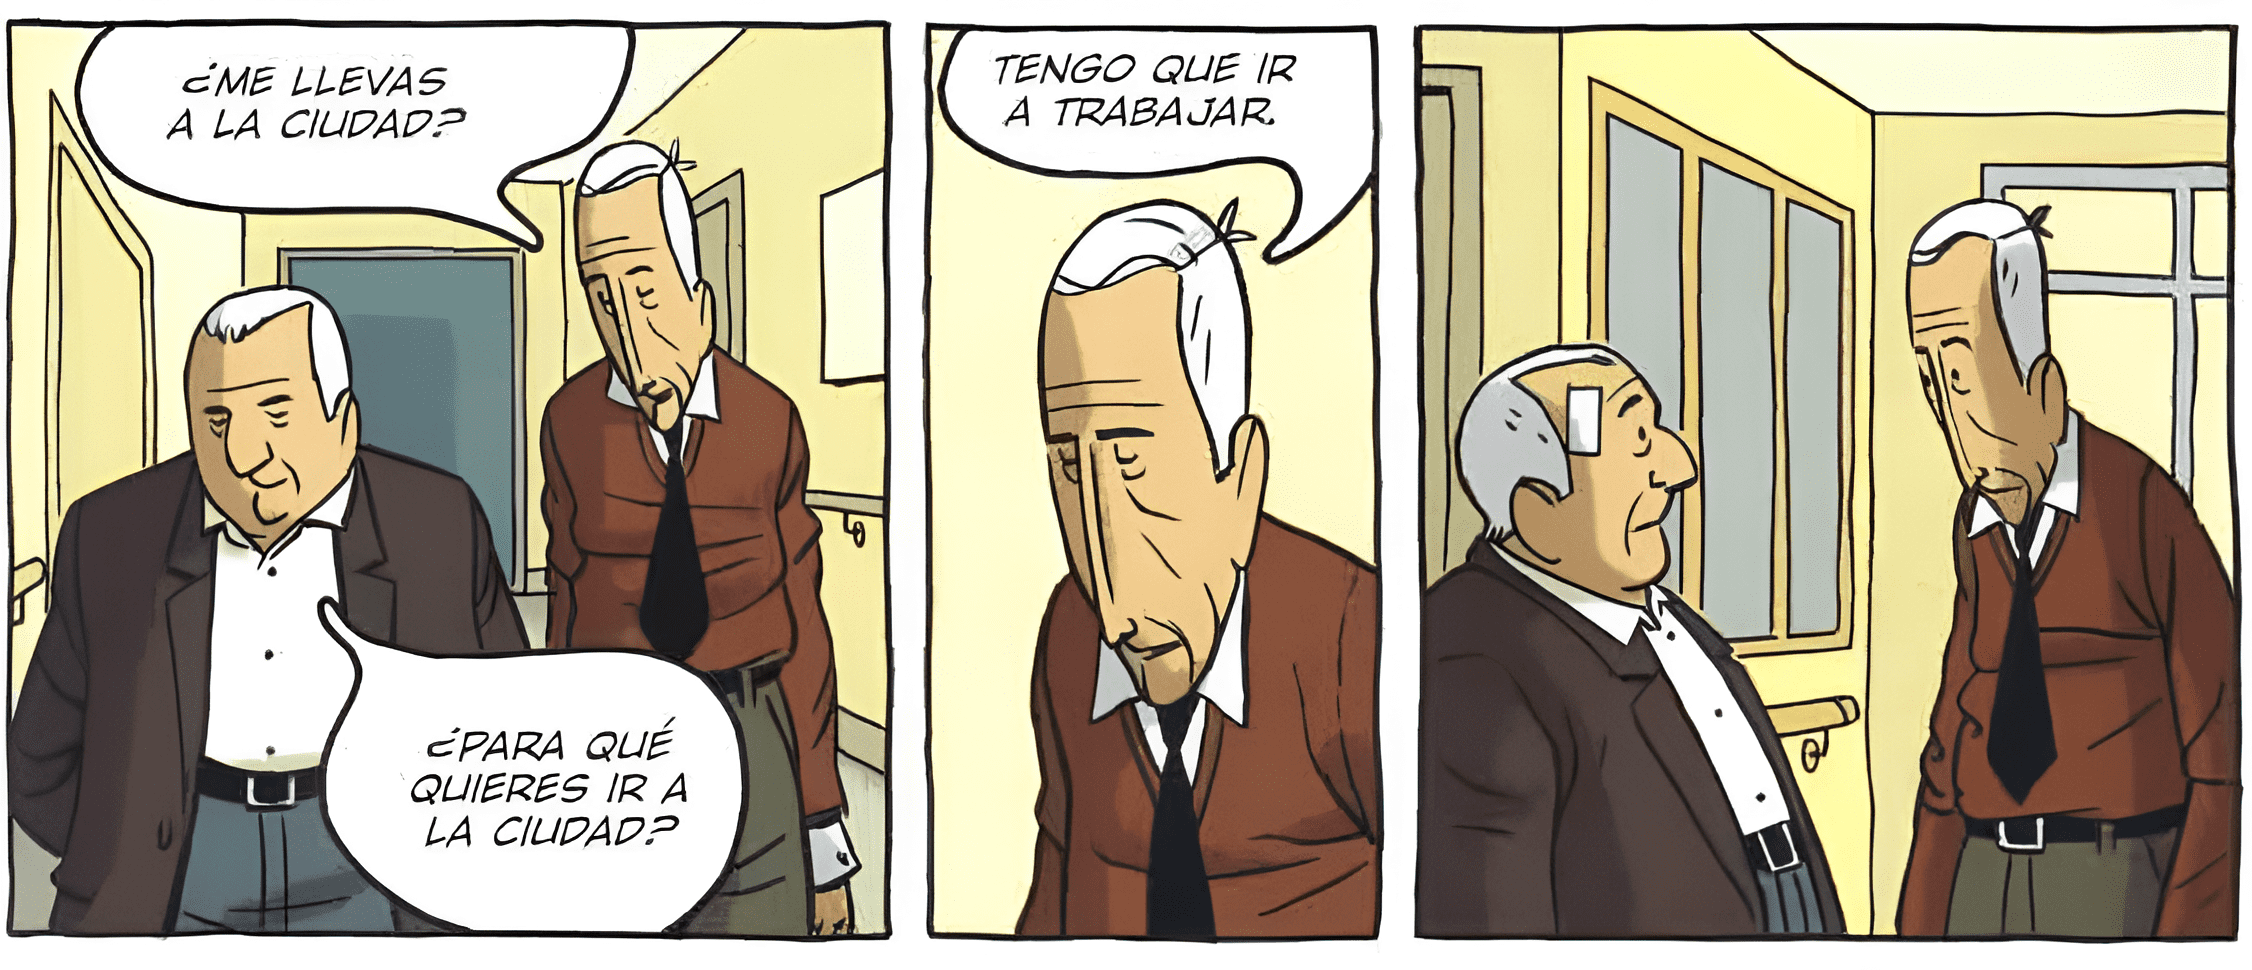 ¿ME LLEVAS
A LA CIUDAD?
¿PARA QUÉ
QUIERES IR A
LA CIUDAD?
TENGO QUE IR
A TRABAJAR.